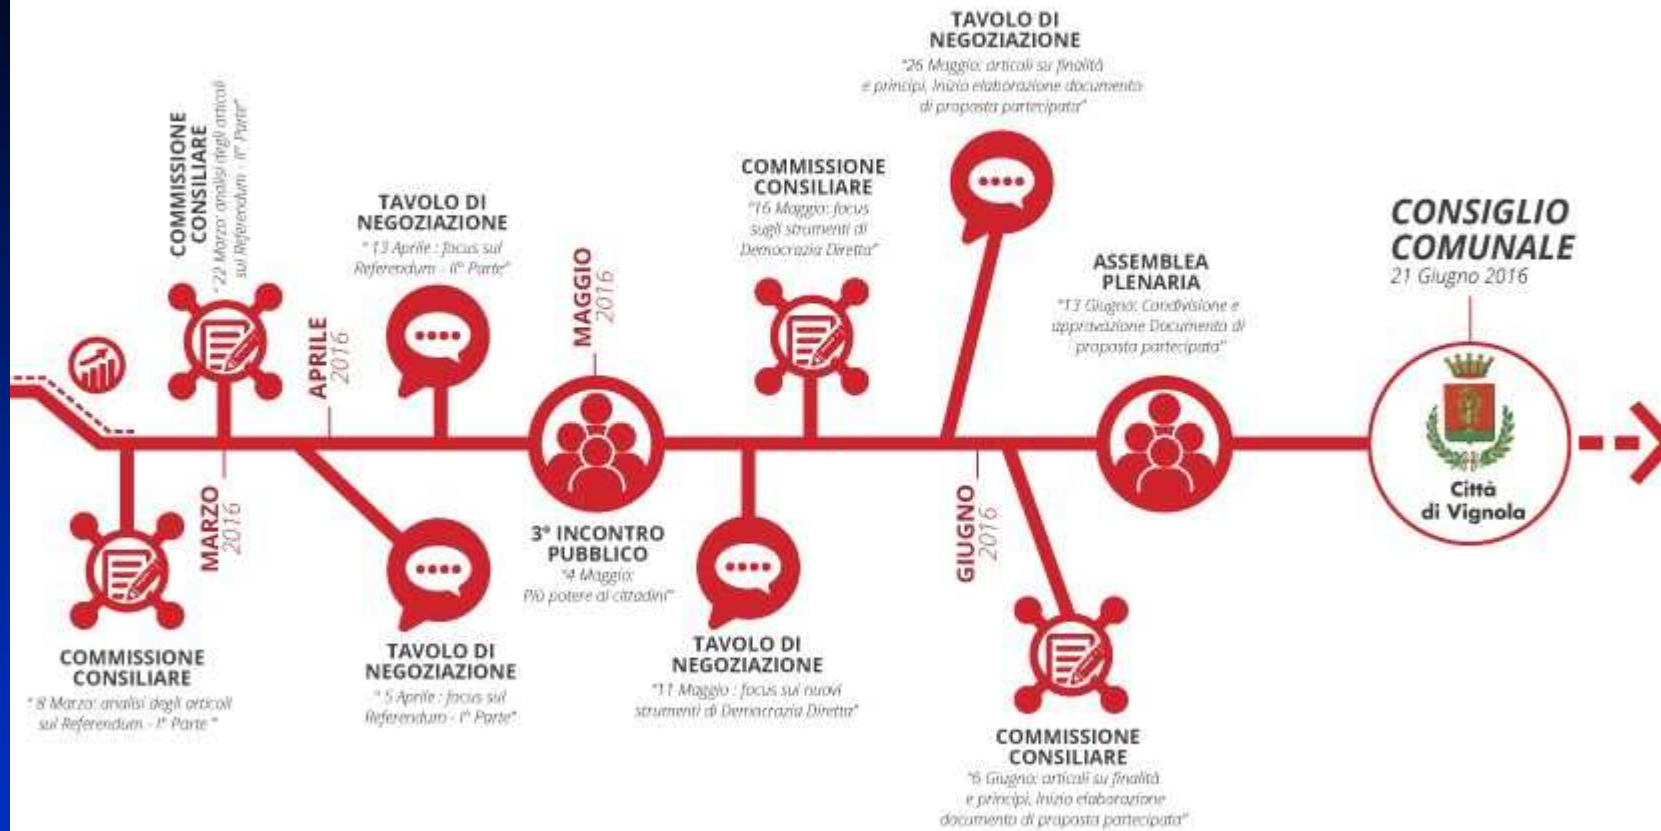 COMMISSIONE
CONSILIARE
"22 Marzo: analisi degli articoli
sul Referendum - II° Parte"
TAVOLO DI
NEGOZIAZIONE
" 13 Aprile : focus sul
Referendum - II° Parte"
MAGGIO
2016
COMMISSIONE
CONSILIARE
"16 Maggio: focus
sugli strumenti di
Democrazia Diretta"
TAVOLO DI
NEGOZIAZIONE
"26 Maggio: articoli su finalità
e principi, Inizio elaborazione documento
di proposta partecipata"
ASSEMBLEA
PLENARIA
"13 Giugno: Condivisione e
approvazione Documento di
proposta partecipata"
CONSIGLIO
COMUNALE
21 Giugno 2016
APRILE
2016
MARZO
2016
COMMISSIONE
CONSILIARE
" 8 Marzo: analisi degli articoli
sul Referendum - I° Parte "
TAVOLO DI
NEGOZIAZIONE
" 5 Aprile : focus sul
Referendum - I° Parte"
3° INCONTRO
PUBBLICO
"4 Maggio:
Più potere ai cittadini"
TAVOLO DI
NEGOZIAZIONE
"11 Maggio : focus sui nuovi
strumenti di Democrazia Diretta"
GIUGNO
2016
COMMISSIONE
CONSILIARE
"6 Giugno: articoli su finalità
e principi, Inizio elaborazione
documento di proposta partecipata"
Città
di Vignola